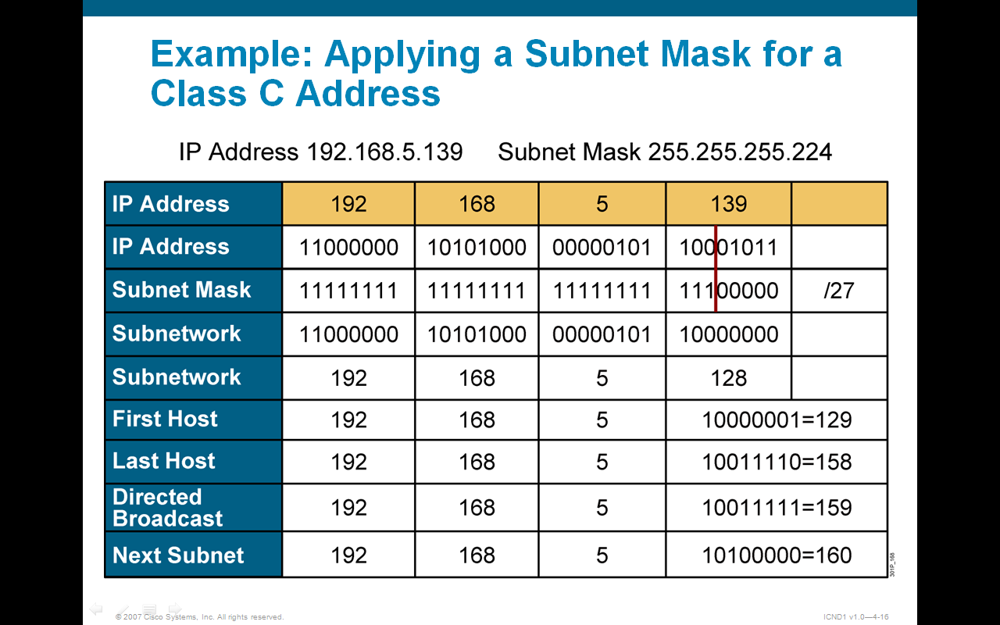 Example: Applying a Subnet Mask for a
Class C Address
IP Address 192.168.5.139 Subnet Mask 255.255.255.224
IP Address 192 168 5 139
IP Address 11000000 10101000 00000101 10001011
Subnet Mask 11111111 11111111 11111111 11100000 /27
Subnetwork 11000000 10101000 00000101 10000000
Subnetwork 192 168 5 128
First Host 192 168 5 10000001=129
Last Host 192 168 5 10011110=158
Directed
Broadcast 192 168 5 10011111=159
Next Subnet 192 168 5 10100000=160
301P_168
© 2007 Cisco Systems, Inc. All rights reserved. ICND1 v1.0—4-16